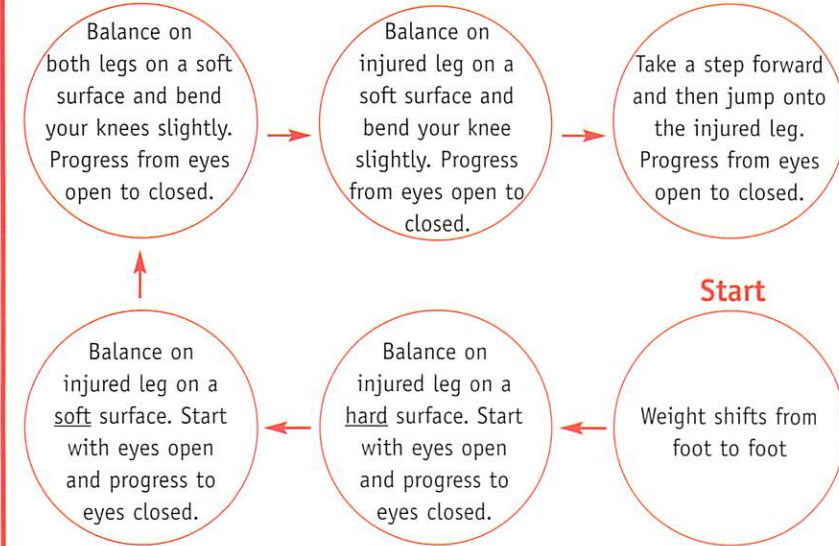 Balance on
both legs on a soft
surface and bend
your knees slightly.
Progress from eyes
open to closed.
Balance on
injured leg on a
soft surface and
bend your knee
slightly. Progress
from eyes open to
closed.
Take a step forward
and then jump onto
the injured leg.
Progress from eyes
open to closed.
Start
Balance on
injured leg on a
soft surface. Start
with eyes open
and progress to
eyes closed.
Balance on
injured leg on a
hard surface. Start
with eyes open
and progress to
eyes closed.
Weight shifts from
foot to foot